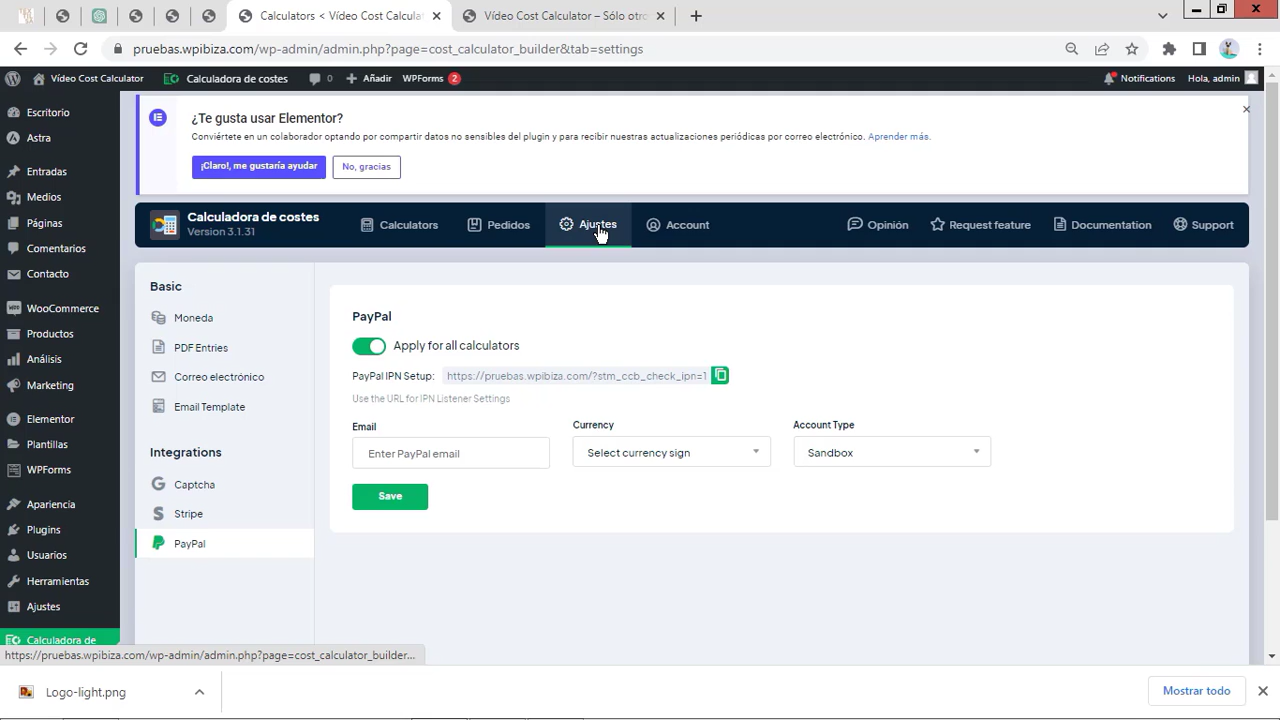 Calculators < Vídeo Cost Calcula
Vídeo Cost Calculator – Sólo otro
pruebas.wpibiza.com/wp-admin/admin.php?page=cost_calculator_builder&tab=settings
Vídeo Cost Calculator
Calculadora de costes
0
Añadir
WPForms 2
Notifications
Hola, admin
Escritorio
Astra
Entradas
Medios
Páginas
Comentarios
Contacto
WooCommerce
Productos
Análisis
Marketing
Elementor
Plantillas
WPForms
Apariencia
Plugins
Usuarios
Herramientas
Ajustes
Calculadora de
¿Te gusta usar Elementor?
Conviértete en un colaborador optando por compartir datos no sensibles del plugin y para recibir nuestras actualizaciones periódicas por correo electrónico. Aprender más.
¡Claro!, me gustaría ayudar
No, gracias
Calculadora de costes
Version 3.1.31
Calculators
Pedidos
Ajustes
Account
Opinión
Request feature
Documentation
Support
Basic
Moneda
PDF Entries
Correo electrónico
Email Template
Integrations
Captcha
Stripe
PayPal
PayPal
Apply for all calculators
PayPal IPN Setup: https://pruebas.wpibiza.com/?stm_ccb_check_ipn=1
Use the URL for IPN Listener Settings
Email
Currency
Account Type
Enter PayPal email
Select currency sign
Sandbox
Save
https://pruebas.wpibiza.com/wp-admin/admin.php?page=cost_calculator_builder...
Logo-light.png
Mostrar todo